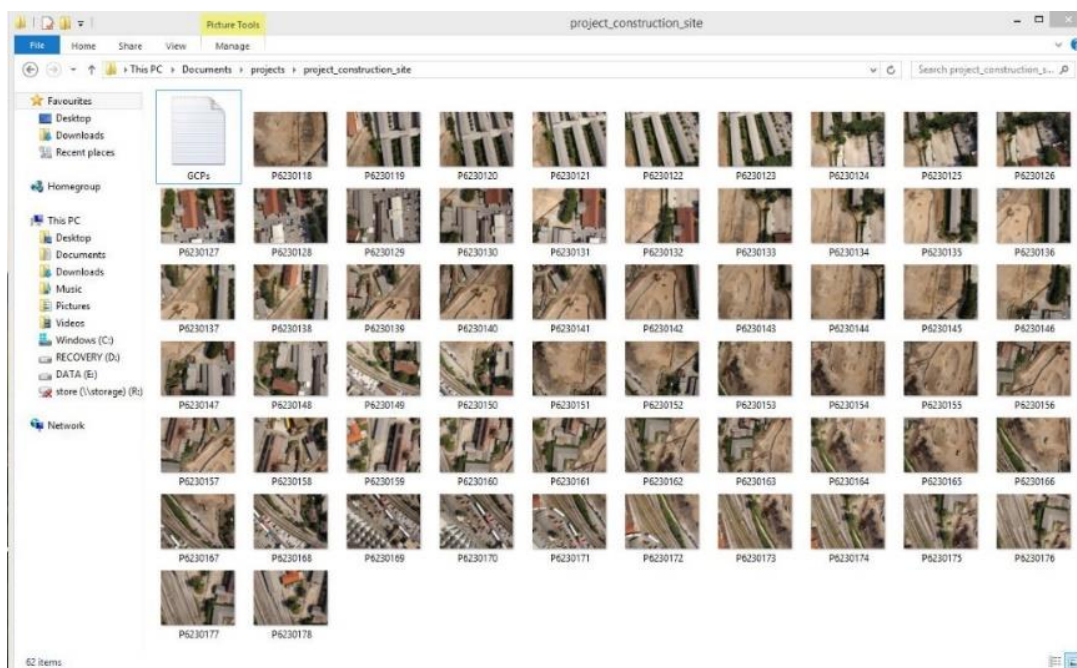 Picture Tools
project_construction_site
File Home Share View Manage
This PC Documents projects project_construction_site
Search project_construction_s...
Favourites
Desktop
Downloads
Recent places
Homegroup
This PC
Desktop
Documents
Downloads
Music
Pictures
Videos
Windows (C:)
RECOVERY (D:)
DATA (E:)
store (\\storage) (R:)
Network
GCPs P6230118 P6230119 P6230120 P6230121 P6230122 P6230123 P6230124 P6230125 P6230126
P6230127 P6230128 P6230129 P6230130 P6230131 P6230132 P6230133 P6230134 P6230135 P6230136
P6230137 P6230138 P6230139 P6230140 P6230141 P6230142 P6230143 P6230144 P6230145 P6230146
P6230147 P6230148 P6230149 P6230150 P6230151 P6230152 P6230153 P6230154 P6230155 P6230156
P6230157 P6230158 P6230159 P6230160 P6230161 P6230162 P6230163 P6230164 P6230165 P6230166
P6230167 P6230168 P6230169 P6230170 P6230171 P6230172 P6230173 P6230174 P6230175 P6230176
P6230177 P6230178
62 items